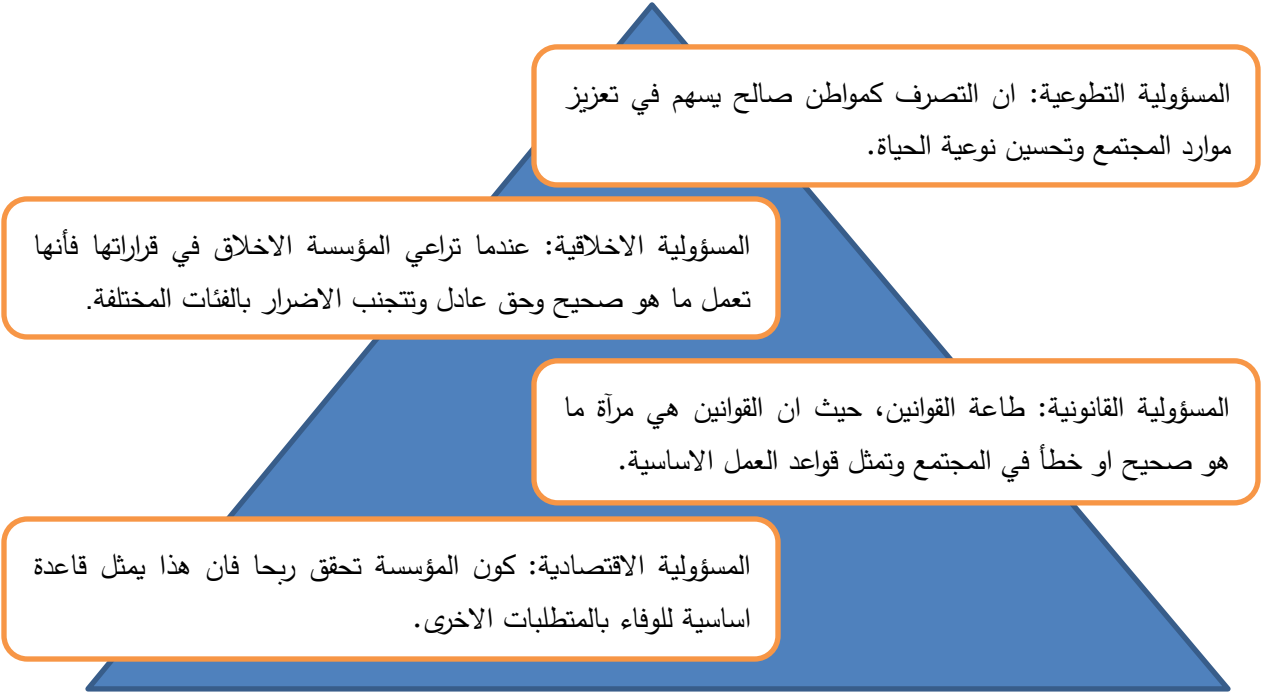 المسؤولية التطوعية: ان التصرف كمواطن صالح يسهم في تعزيز
موارد المجتمع وتحسين نوعية الحياة.
المسؤولية الاخلاقية: عندما تراعي المؤسسة الاخلاق في قراراتها فأنها
تعمل ما هو صحيح وحق عادل وتتجنب الاضرار بالفئات المختلفة.
المسؤولية القانونية: طاعة القوانين، حيث ان القوانين هي مرآة ما
هو صحيح او خطأ في المجتمع وتمثل قواعد العمل الاساسية.
المسؤولية الاقتصادية: كون المؤسسة تحقق ربحا فان هذا يمثل قاعدة
اساسية للوفاء بالمتطلبات الاخرى.